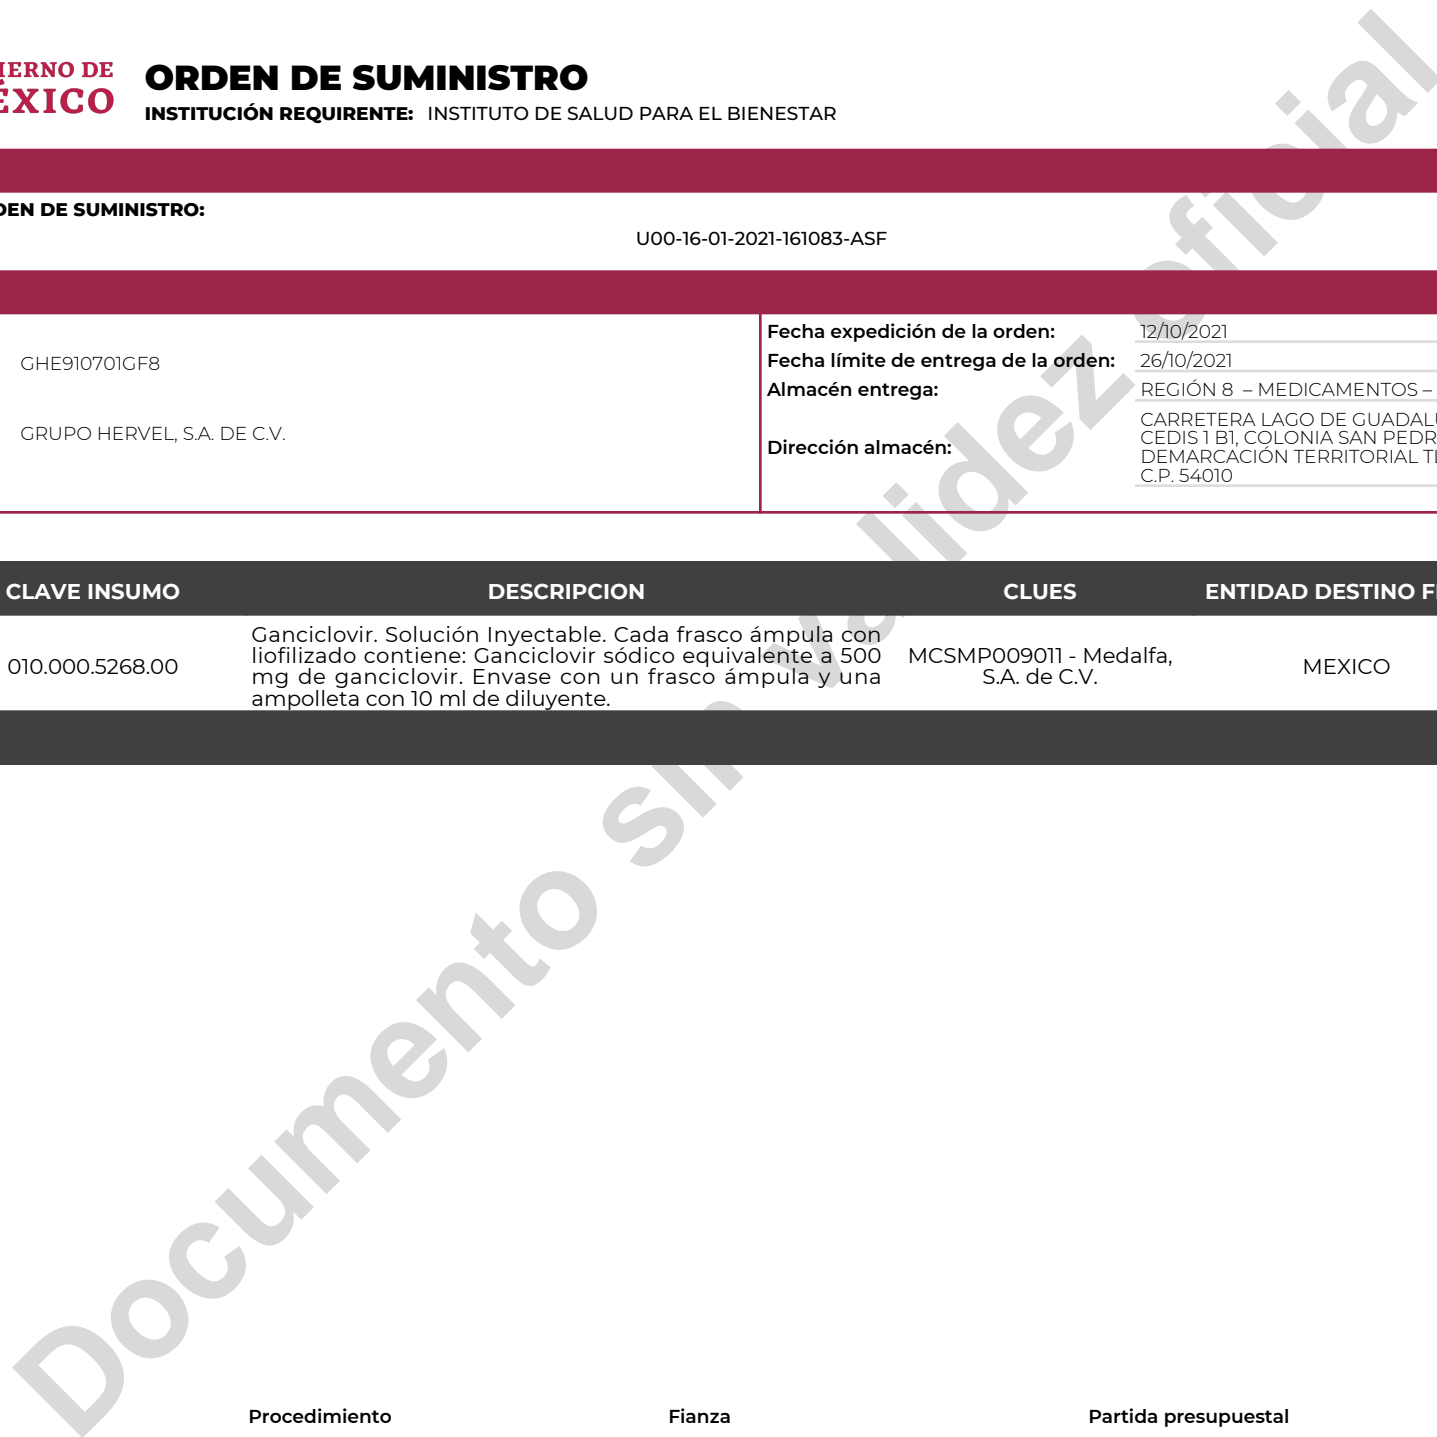 IERNO DE
ÉXICO
ORDEN DE SUMINISTRO
INSTITUCIÓN REQUIRENTE: INSTITUTO DE SALUD PARA EL BIENESTAR
DEN DE SUMINISTRO:
U00-16-01-2021-161083-ASF
GHE910701GF8
GRUPO HERVEL, S.A. DE C.V.
Fecha expedición de la orden: 12/10/2021
Fecha límite de entrega de la orden: 26/10/2021
Almacén entrega: REGIÓN 8 – MEDICAMENTOS –
Dirección almacén:
CARRETERA LAGO DE GUADALU
CEDIS 1 B1, COLONIA SAN PEDR
DEMARCACIÓN TERRITORIAL TL
C.P. 54010
CLAVE INSUMO DESCRIPCION CLUES ENTIDAD DESTINO FI
010.000.5268.00
Ganciclovir. Solución Inyectable. Cada frasco ámpula con
liofilizado contiene: Ganciclovir sódico equivalente a 500
mg de ganciclovir. Envase con un frasco ámpula y una
ampolleta con 10 ml de diluyente.
MCSMP009011 - Medalfa,
S.A. de C.V.
MEXICO
Documento sin validez oficial
Procedimiento Fianza Partida presupuestal